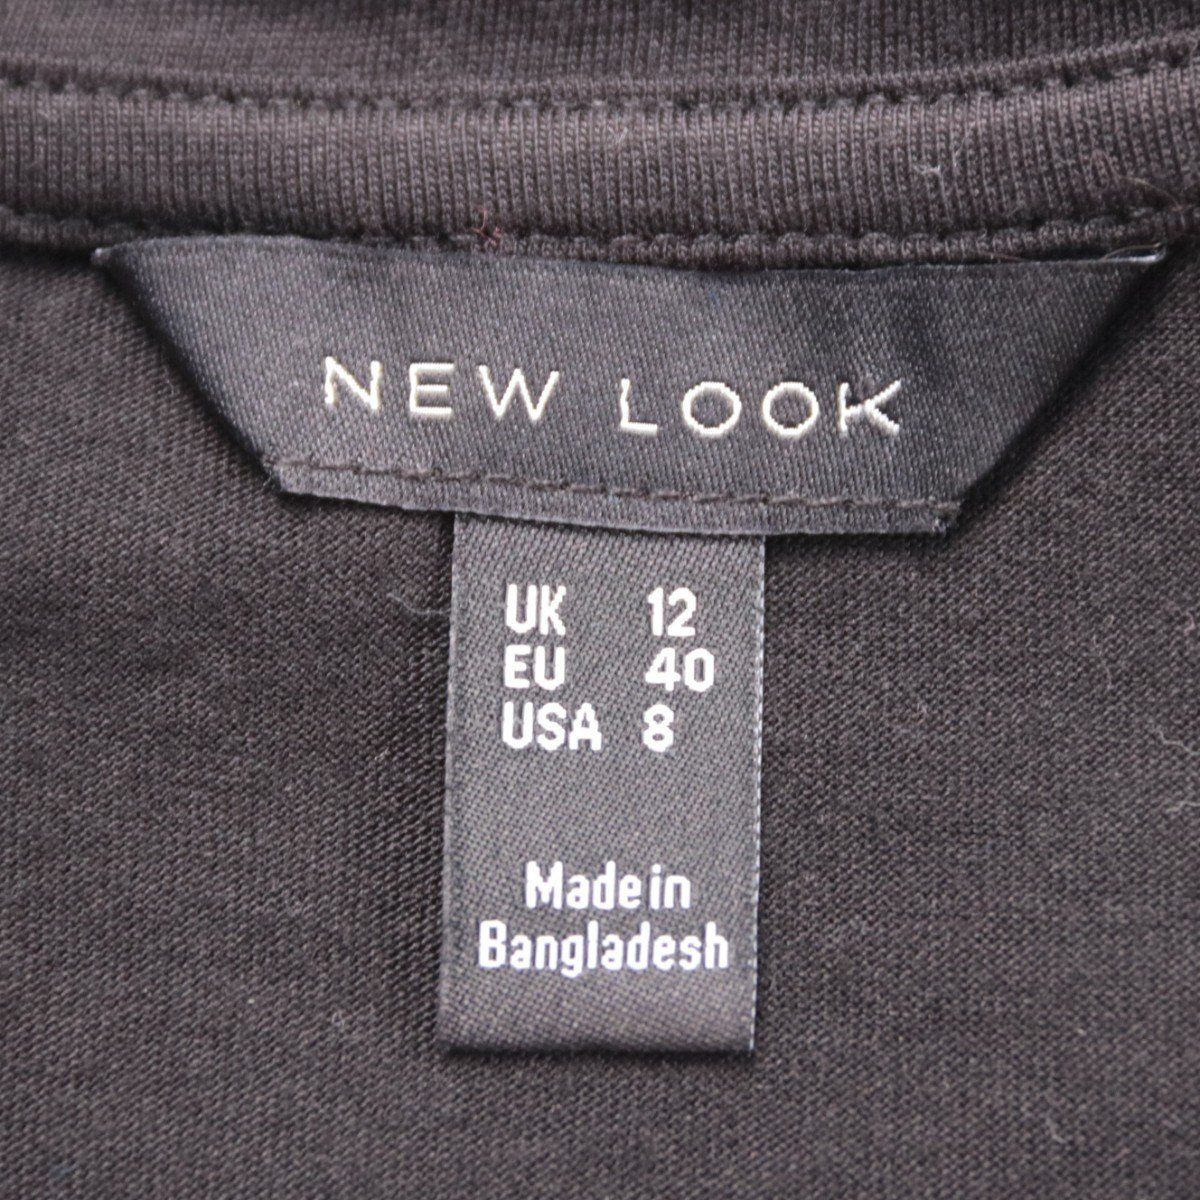 NEW LOOK
UK 12
EU 40
USA 8
Made in
Bangladesh